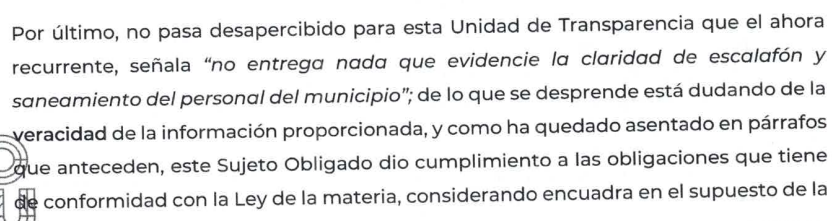 Por último, no pasa desapercibido para esta Unidad de Transparencia que el ahora
recurrente, señala “no entrega nada que evidencie la claridad de escalafón y
saneamiento del personal del municipio”; de lo que se desprende está dudando de la
veracidad de la información proporcionada, y como ha quedado asentado en párrafos
que anteceden, este Sujeto Obligado dio cumplimiento a las obligaciones que tiene
de conformidad con la Ley de la materia, considerando encuadra en el supuesto de la